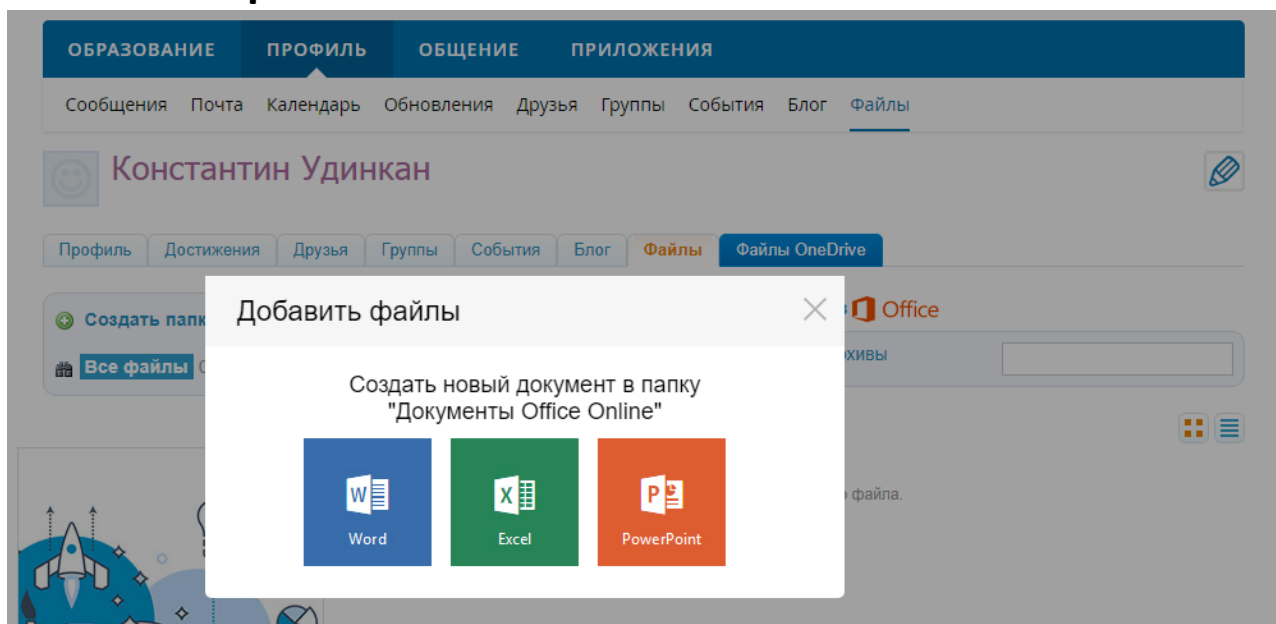 ОБРАЗОВАНИЕ ПРОФИЛЬ ОБЩЕНИЕ ПРИЛОЖЕНИЯ
Сообщения Почта Календарь Обновления Друзья Группы События Блог Файлы
Константин Удинкан
Профиль Достижения Друзья Группы События Блог Файлы Файлы OneDrive
Создать
Office
Все файлы
Добавить файлы
Создать новый документ в папку
"Документы Office Online"
Word Excel PowerPoint
файла.